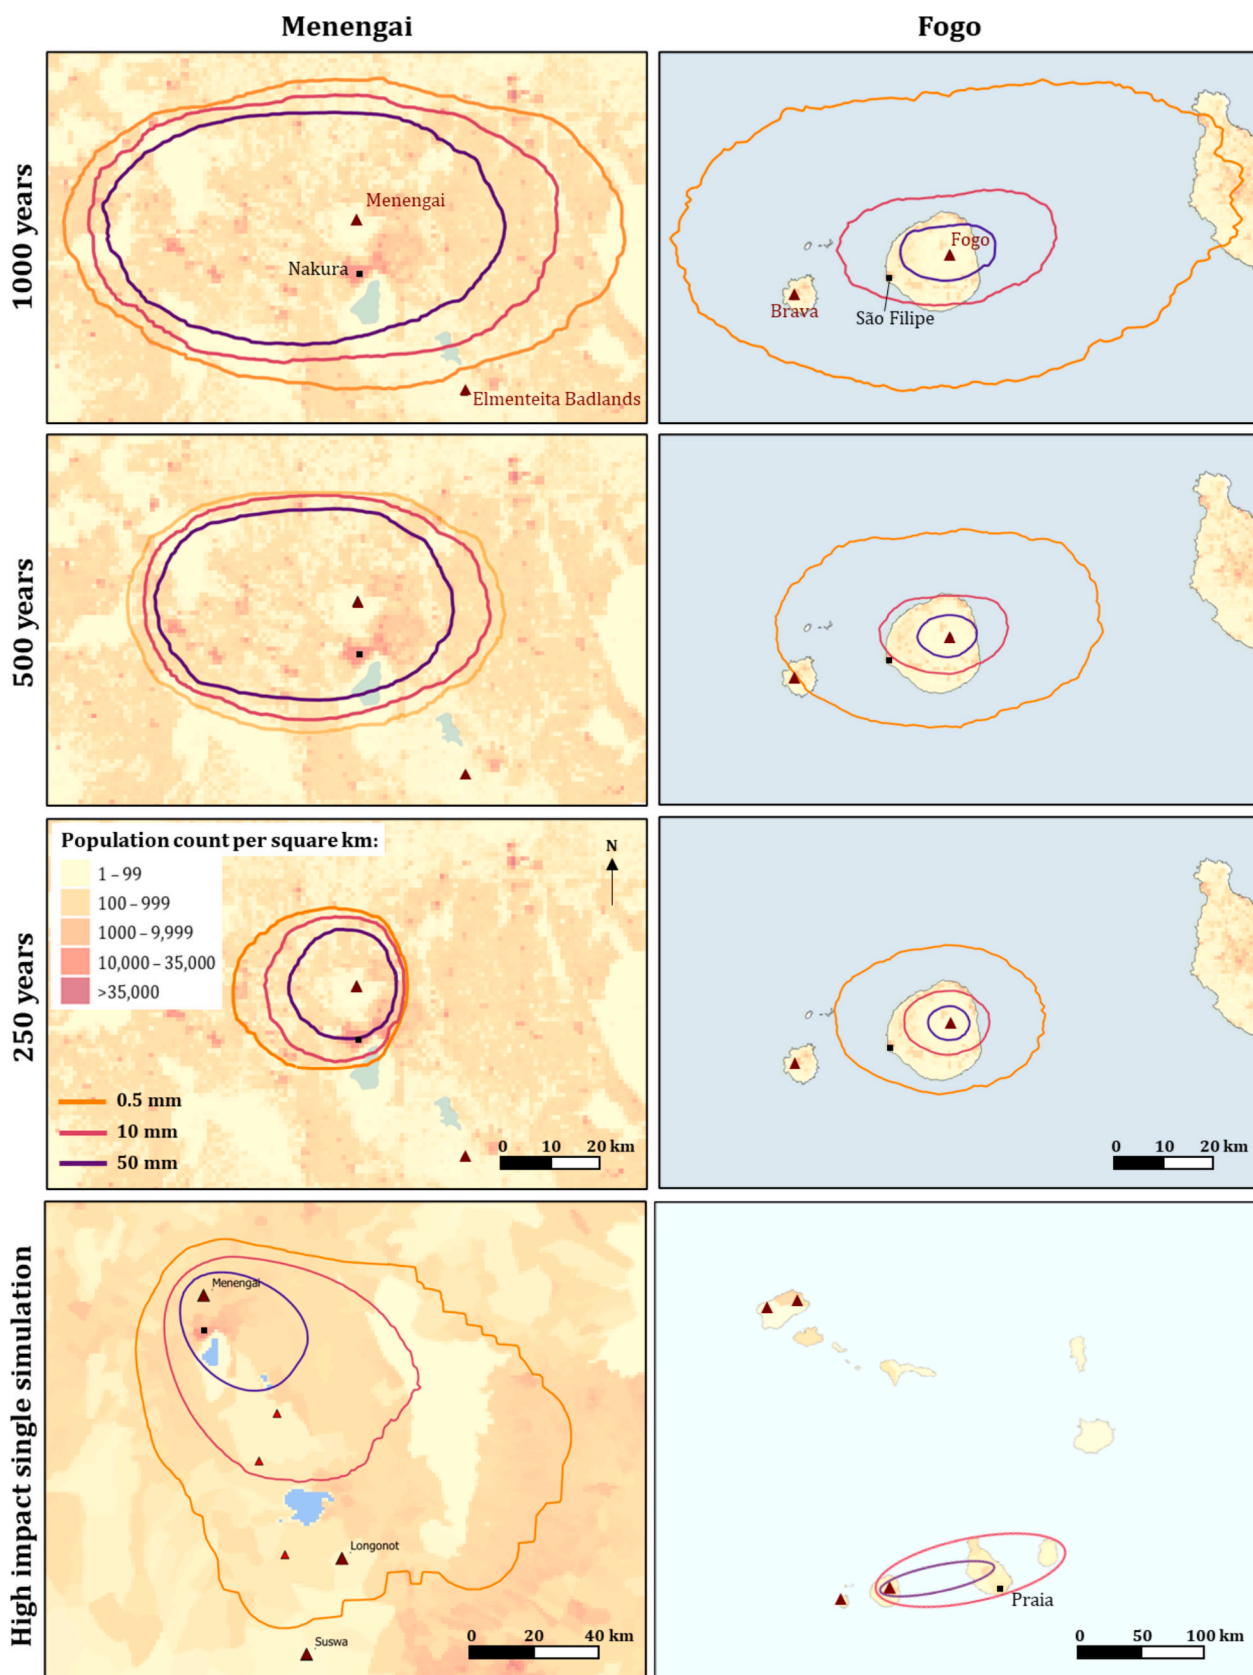 Menengai
Fogo
1000 years
Menengai
Nakura
Elmenteita Badlands
Fogo
Brava
São Filipe
500 years
250 years
Population count per square km:
1 – 99
100 – 999
1000 – 9,999
10,000 – 35,000
>35,000
N
0.5 mm
10 mm
50 mm
0 10 20 km
0 10 20 km
High impact single simulation
Menengai
Longonot
Suswa
0 20 40 km
Praia
0 50 100 km